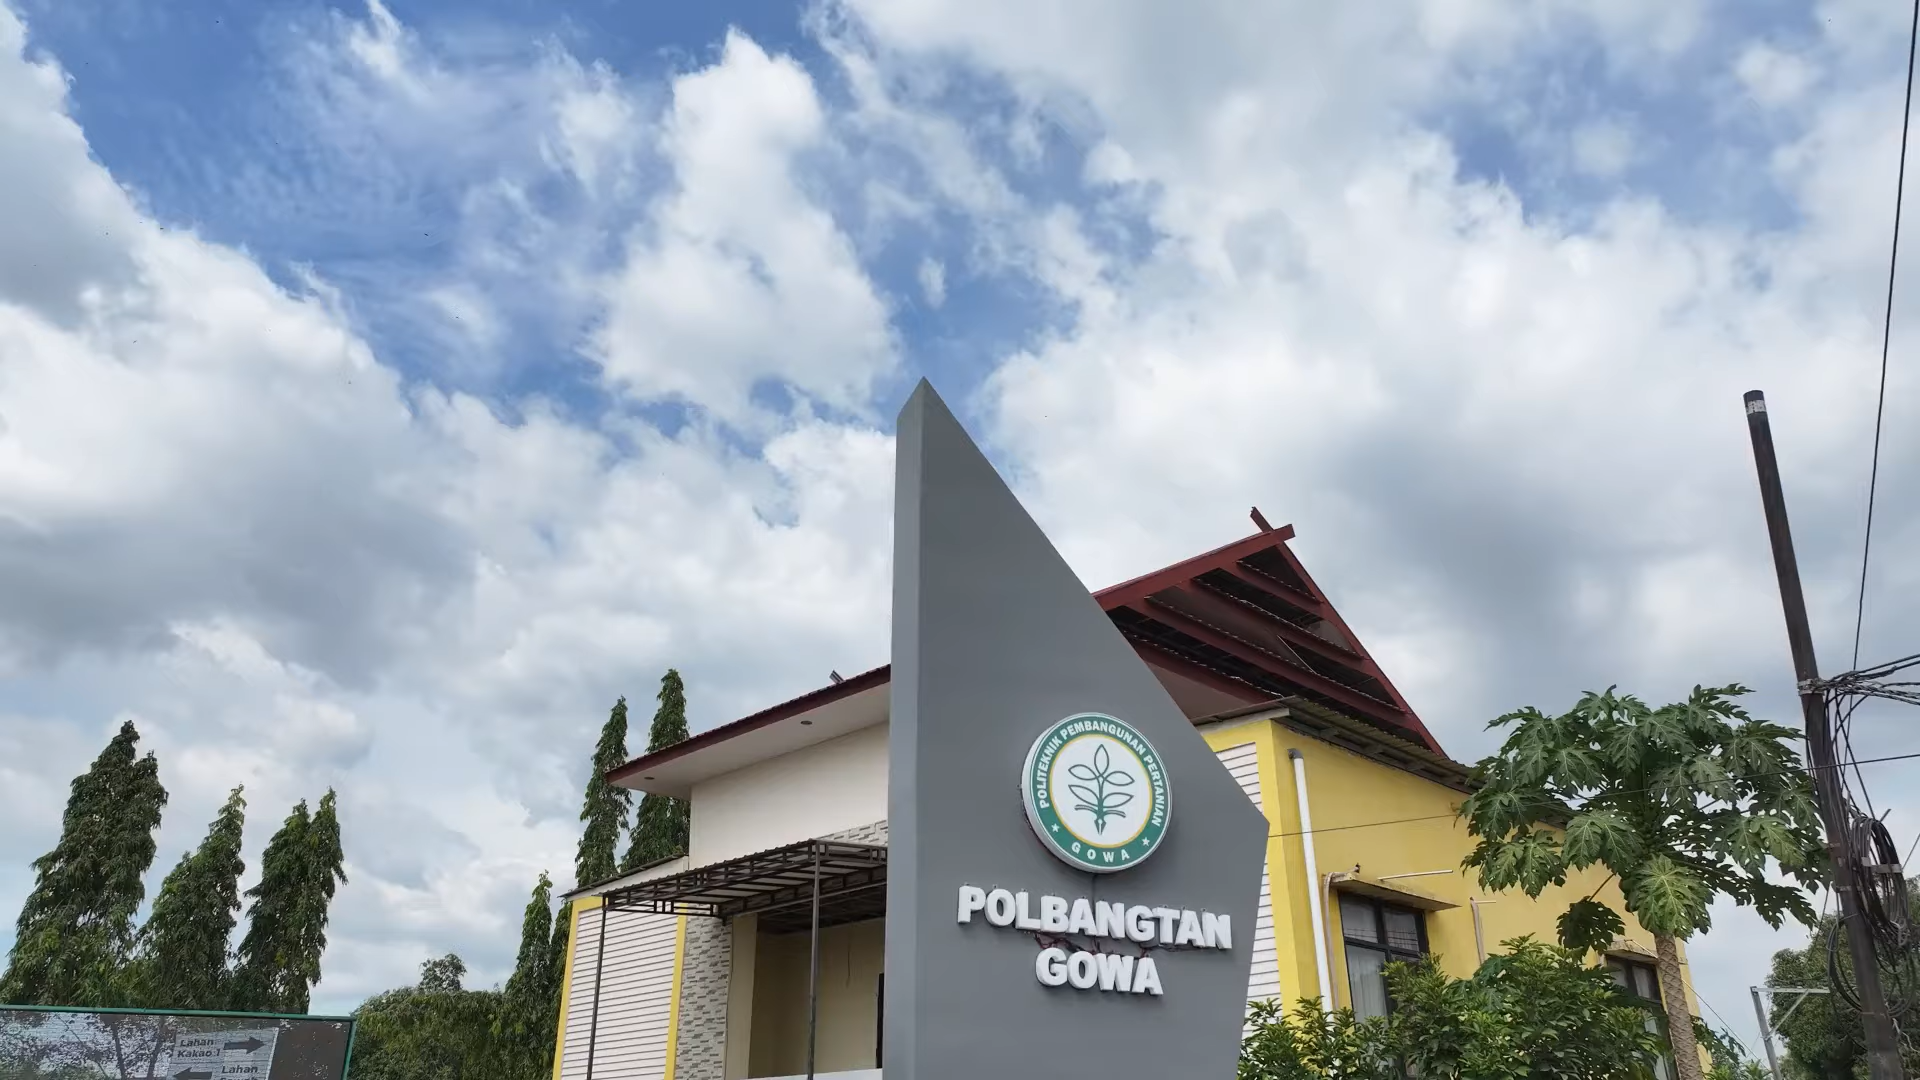 POLITEKNIK PEMBANGUNAN PERTANIAN
GOWA
POLBANGTAN
GOWA
Lahan
Kakao 1
Lahan